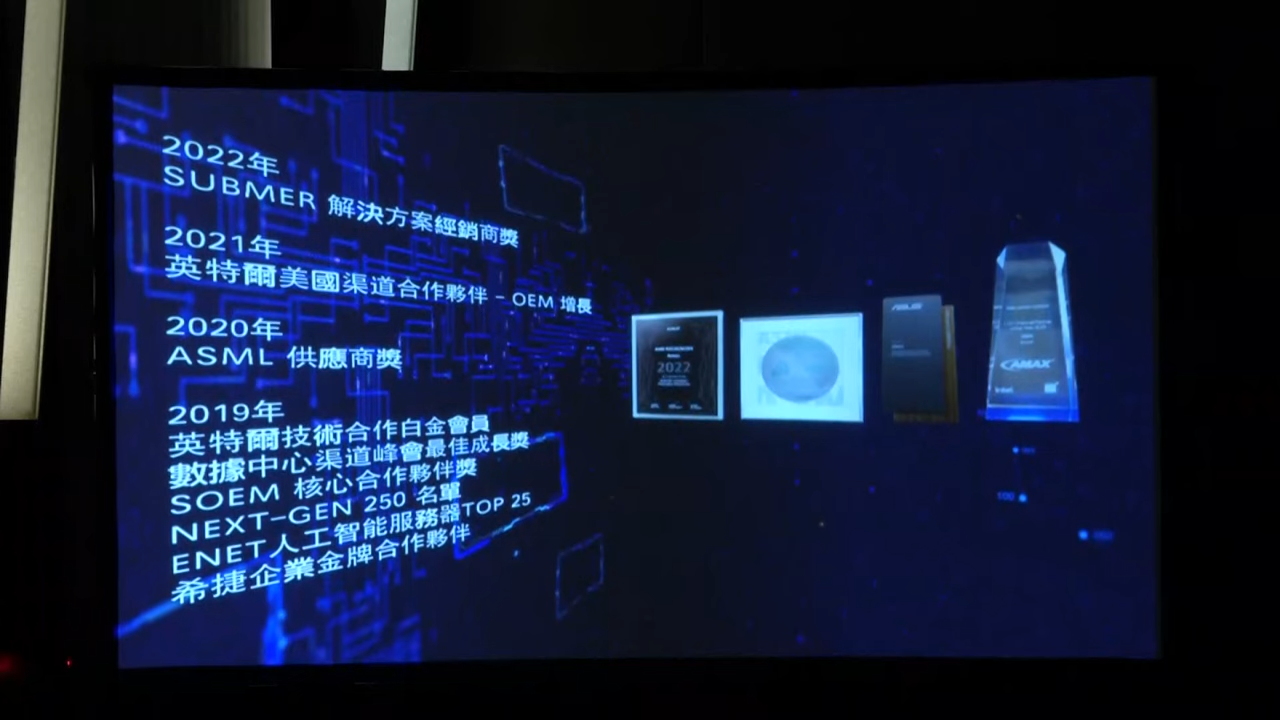 2022年
SUBMER 解決方案經銷商獎
2021年
英特爾美國渠道合作夥伴 - OEM 增長
2020年
ASML 供應商獎
2019年
英特爾技術合作白金會員
數據中心渠道峰會最佳成長獎
SOEM 核心合作夥伴獎
NEXT-GEN 250 名單
ENET人工智能服務器TOP 25
希捷企業金牌合作夥伴
2022
ASUS
AMAX
intel